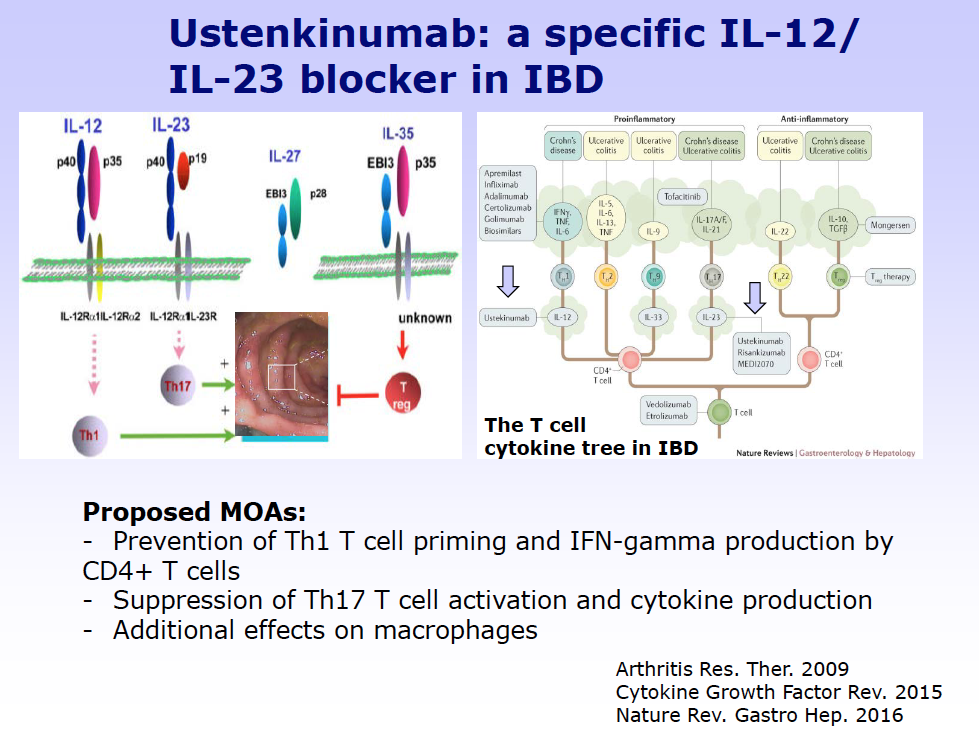 Ustenkinumab: a specific IL-12/
IL-23 blocker in IBD
IL-12
IL-23
IL-27
IL-35
p40
p35
p40
p19
EBI3
p28
EBI3
p35
IL-12Rα1IL-12Rα2
IL-12Rα1IL-23R
unknown
+
Th17
+
Th1
T
reg
Proinflammatory
Anti-inflammatory
Crohn's
disease
Ulcerative
colitis
Ulcerative
colitis
Crohn's disease
Ulcerative colitis
Ulcerative
colitis
Crohn's disease
Ulcerative colitis
Apremilast
Infliximab
Adalimumab
Certolizumab
Golimumab
Biosimilars
Tofacitinib
IFNγ,
TNF,
IL-6
IL-5,
IL-6,
IL-13,
TNF
IL-9
IL-17A/F,
IL-21
IL-22
IL-10,
TGFβ
Mongersen
TH1
TH2
TH9
TH17
TH22
Treg
Treg therapy
Ustekinumab
IL-12
IL-33
IL-23
Ustekinumab
Risankizumab
MEDI2070
CD4+
T cell
CD4+
T cell
Vedolizumab
Etrolizumab
T cell
The T cell
cytokine tree in IBD
Nature Reviews | Gastroenterology & Hepatology
Proposed MOAs:
- Prevention of Th1 T cell priming and IFN-gamma production by
CD4+ T cells
- Suppression of Th17 T cell activation and cytokine production
- Additional effects on macrophages
Arthritis Res. Ther. 2009
Cytokine Growth Factor Rev. 2015
Nature Rev. Gastro Hep. 2016